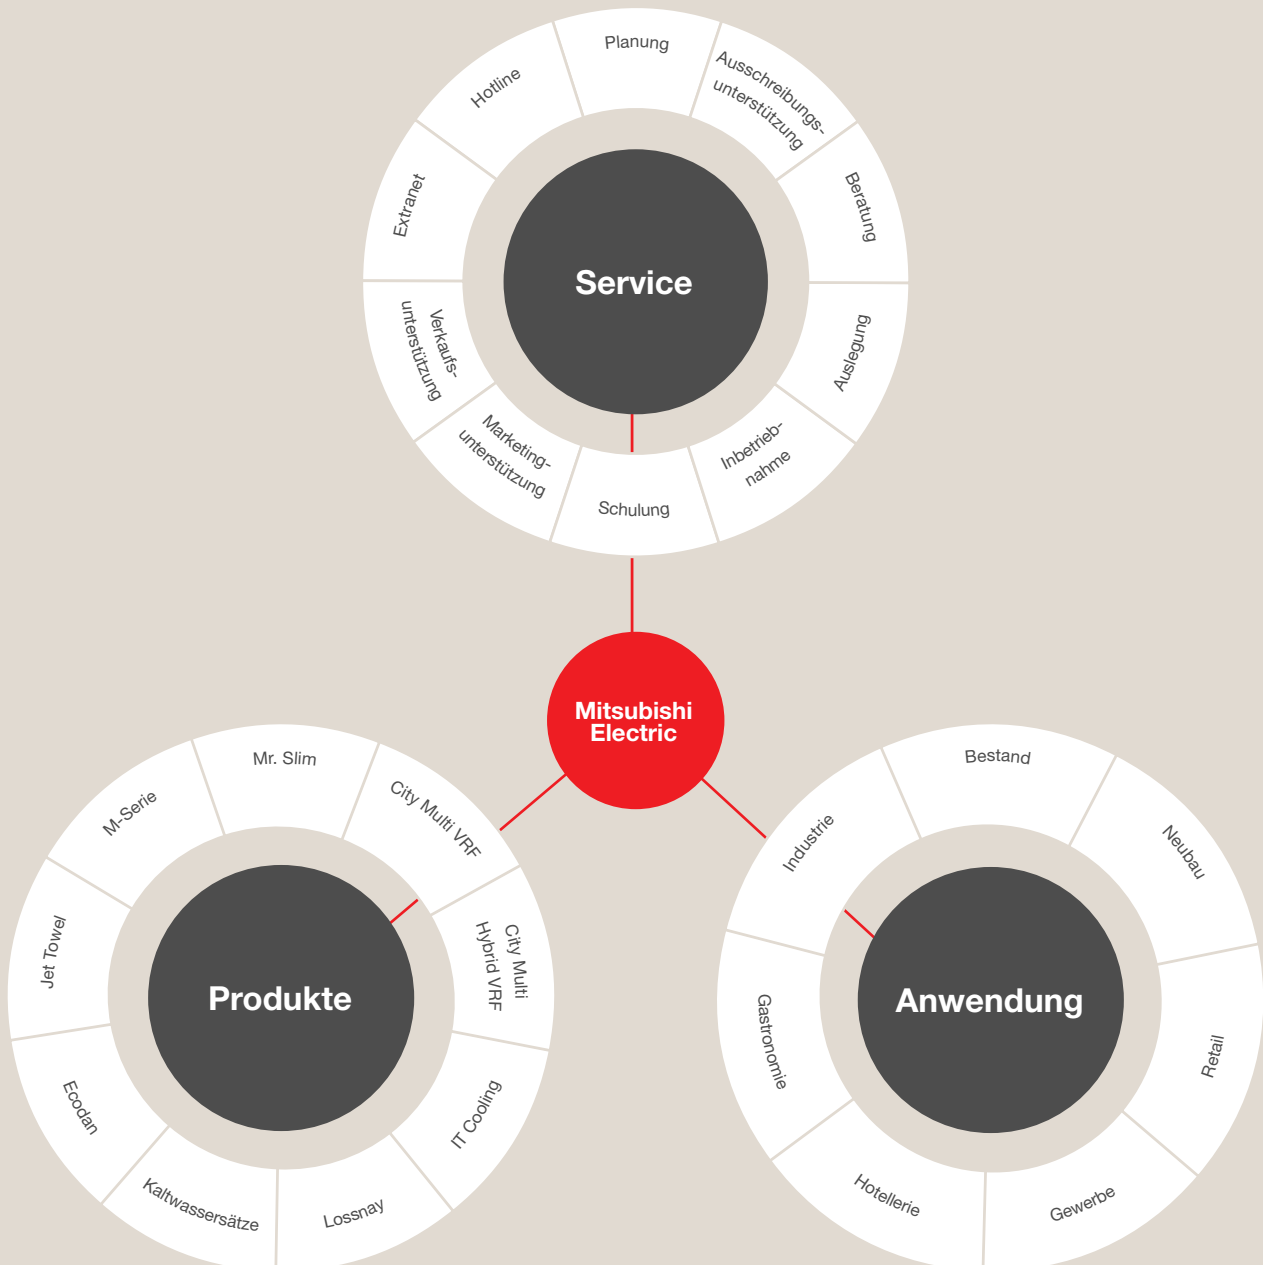 Planung
Ausschreibungs-
unterstützung
Beratung
Auslegung
Inbetrieb-
nahme
Schulung
Marketing-
unterstützung
Verkaufs-
unterstützung
Extranet
Hotline
Service
Mitsubishi
Electric
Mr. Slim
City Multi VRF
City Multi
Hybrid VRF
IT Cooling
Lossnay
Kaltwassersätze
Ecodan
Jet Towel
M-Serie
Produkte
Bestand
Neubau
Retail
Gewerbe
Hotellerie
Gastronomie
Industrie
Anwendung